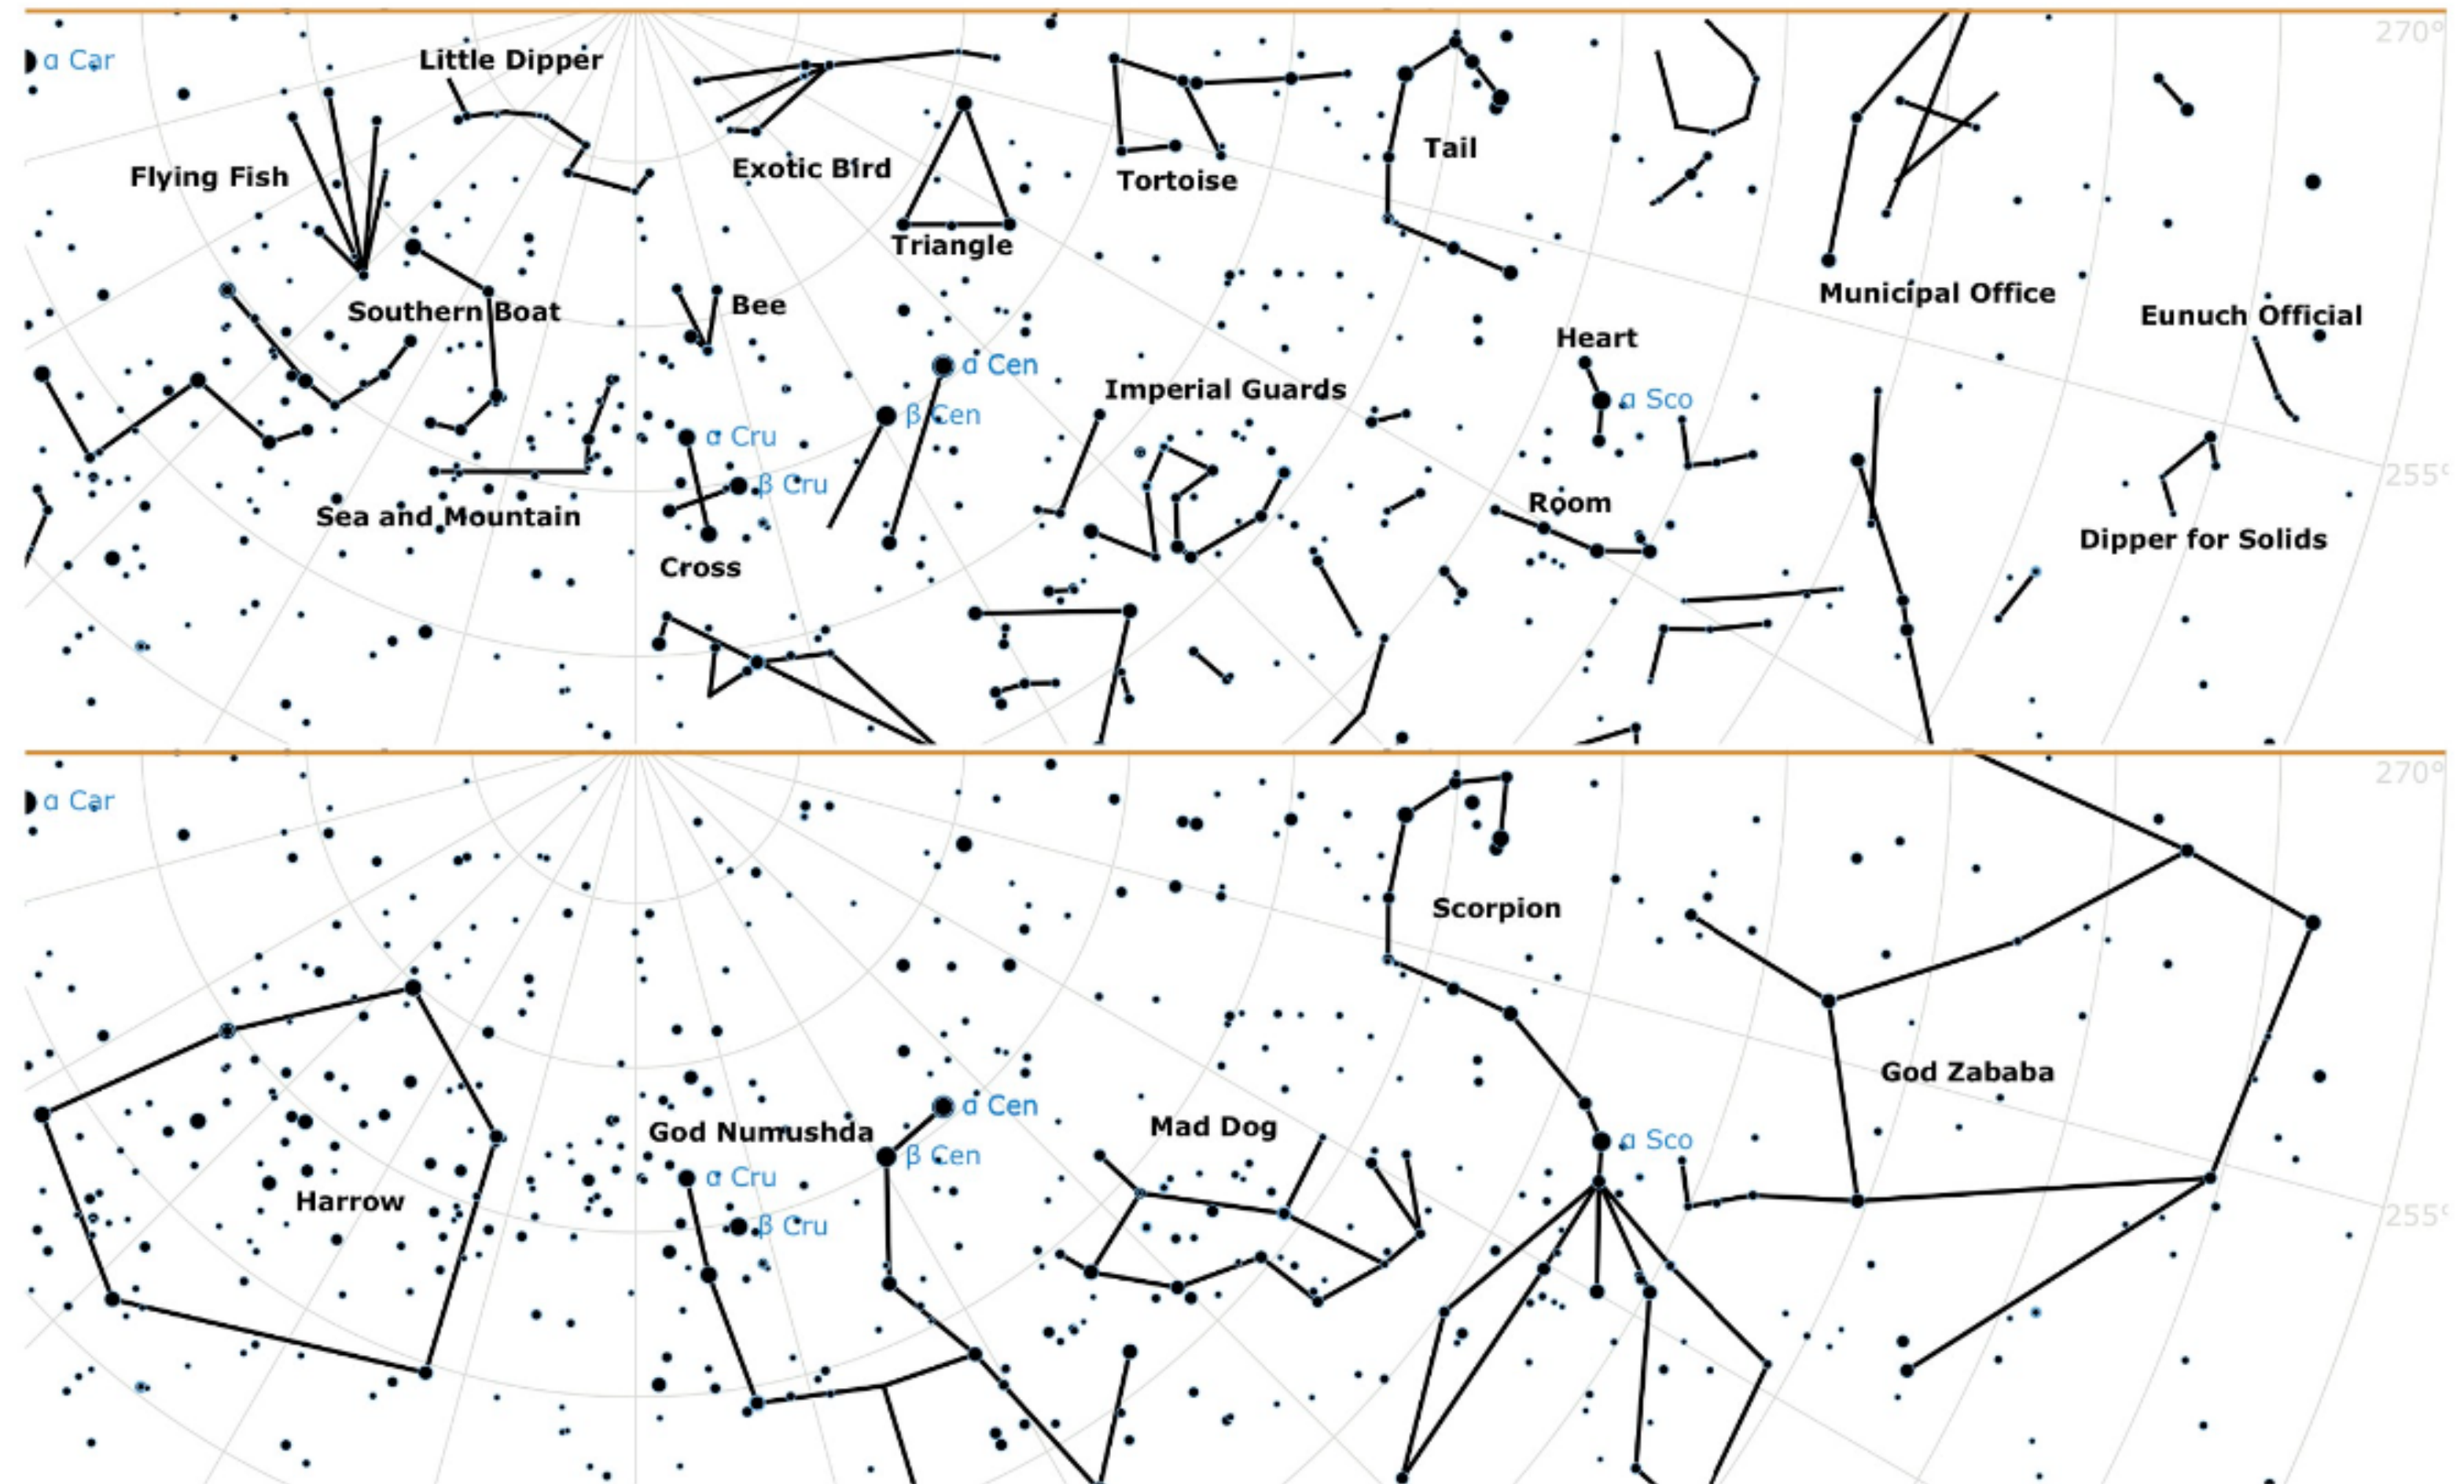 270°
α Car
Little Dipper
Flying Fish
Exotic Bird
Tail
Tortoise
Triangle
Municipal Office
Southern Boat
Bee
Eunuch Official
Heart
α Cen
Imperial Guards
α Sco
β Cen
α Cru
255°
β Cru
Room
Sea and Mountain
Dipper for Solids
Cross
270°
α Car
Scorpion
God Zababa
α Cen
Mad Dog
God Numushda
α Sco
β Cen
α Cru
Harrow
255°
β Cru